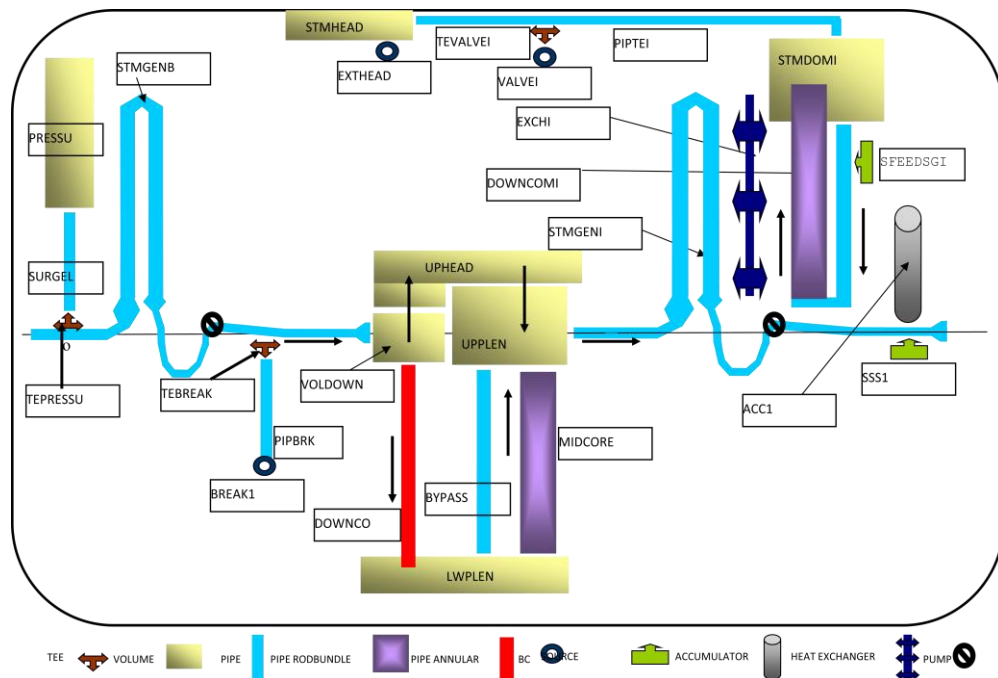 STMHEAD
TEVALVEI
PIPTEI
STMGENB
EXTHEAD
VALVEI
STMDOMI
PRESSU
EXCHI
SFEEDSGI
DOWNCOMI
STMGENI
SURGEL
UPHEAD
O
UPPLEN
TEPRESSU
TEBREAK
VOLDOWN
SSS1
ACC1
PIPBRK
MIDCORE
BREAK1
BYPASS
DOWNCO
LWPLEN
TEE VOLUME PIPE PIPE RODBUNDLE PIPE ANNULAR BC SOURCE ACCUMULATOR HEAT EXCHANGER PUMP